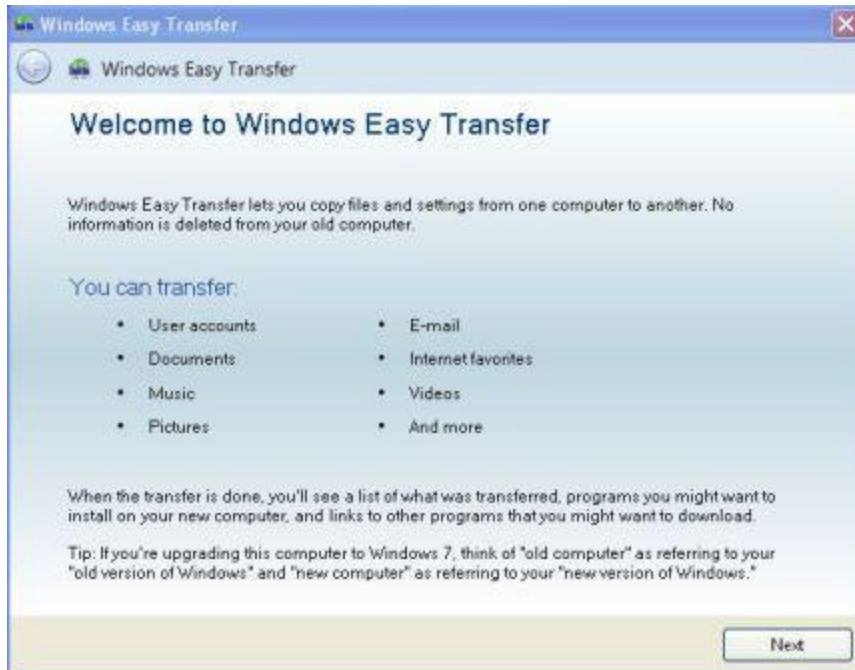 Windows Easy Transfer
Windows Easy Transfer
Welcome to Windows Easy Transfer
Windows Easy Transfer lets you copy files and settings from one computer to another. No
information is deleted from your old computer.
You can transfer:
• User accounts
• E-mail
• Documents
• Internet favorites
• Music
• Videos
• Pictures
• And more
When the transfer is done, you'll see a list of what was transferred, programs you might want to
install on your new computer, and links to other programs that you might want to download.
Tip: If you're upgrading this computer to Windows 7, think of "old computer" as referring to your
"old version of Windows" and "new computer" as referring to your "new version of Windows."
Next